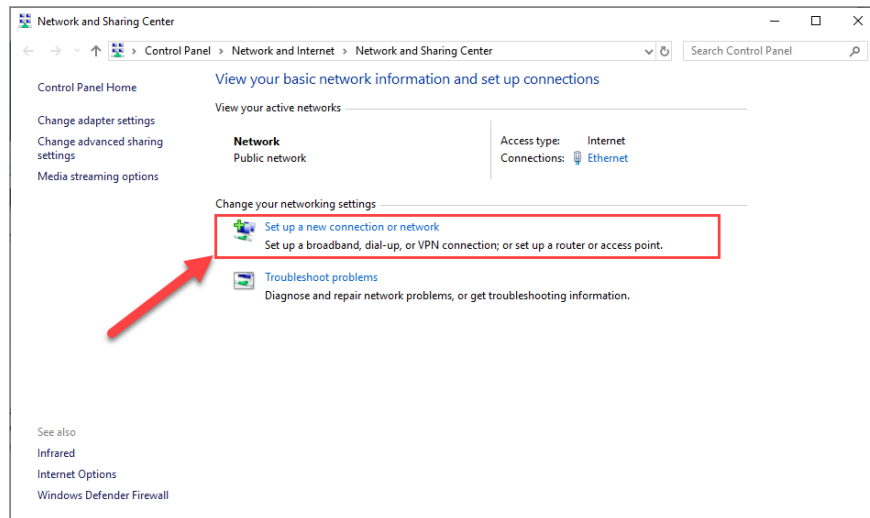 Network and Sharing Center
Control Panel > Network and Internet > Network and Sharing Center
Search Control Panel
Control Panel Home
Change adapter settings
Change advanced sharing
settings
Media streaming options
View your basic network information and set up connections
View your active networks
Network
Public network
Access type: Internet
Connections: Ethernet
Change your networking settings
Set up a new connection or network
Set up a broadband, dial-up, or VPN connection; or set up a router or access point.
Troubleshoot problems
Diagnose and repair network problems, or get troubleshooting information.
See also
Infrared
Internet Options
Windows Defender Firewall